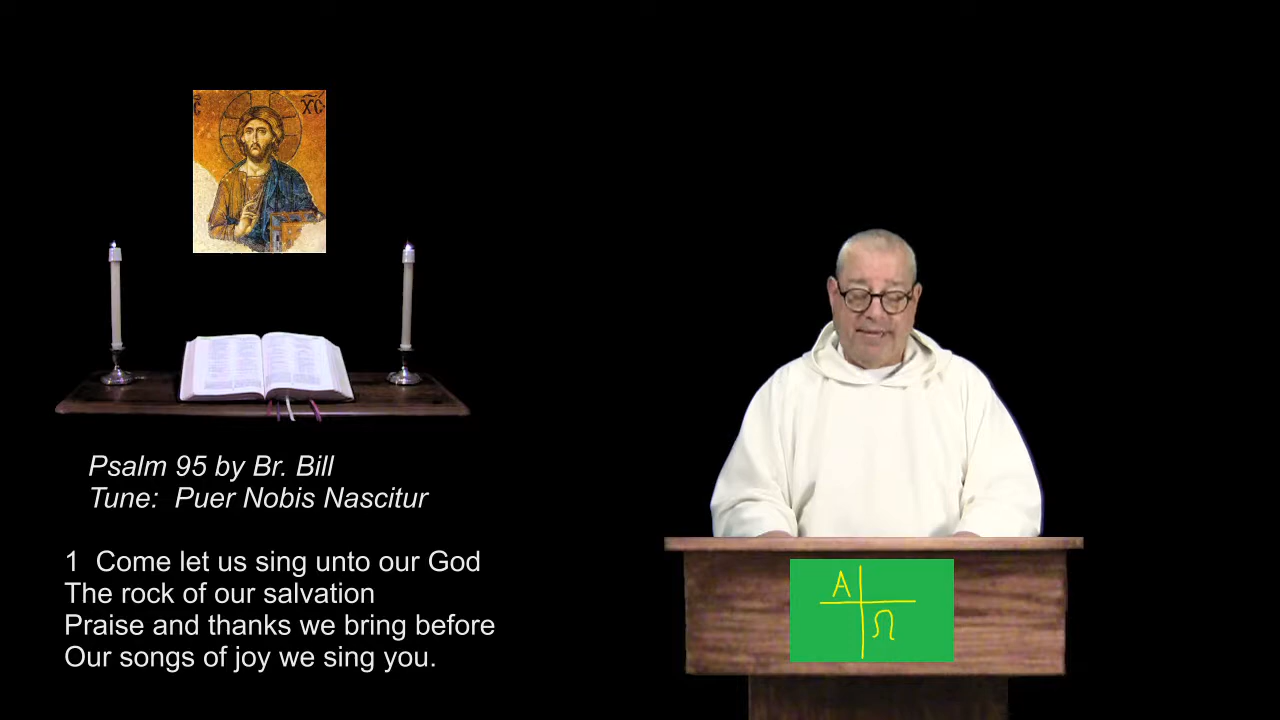 XC
Psalm 95 by Br. Bill
Tune:  Puer Nobis Nascitur
1  Come let us sing unto our God
The rock of our salvation
Praise and thanks we bring before
Our songs of joy we sing you.
A
Ω